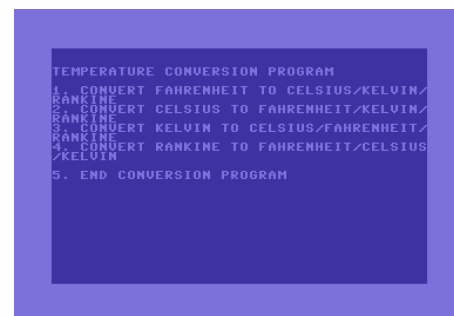 TEMPERATURE CONVERSION PROGRAM
1. CONVERT FAHRENHEIT TO CELSIUS/KELVIN/
RANKINE
2. CONVERT CELSIUS TO FAHRENHEIT/KELVIN/
RANKINE
3. CONVERT KELVIN TO CELSIUS/FAHRENHEIT/
RANKINE
4. CONVERT RANKINE TO FAHRENHEIT/CELSIUS
/KELVIN
5. END CONVERSION PROGRAM